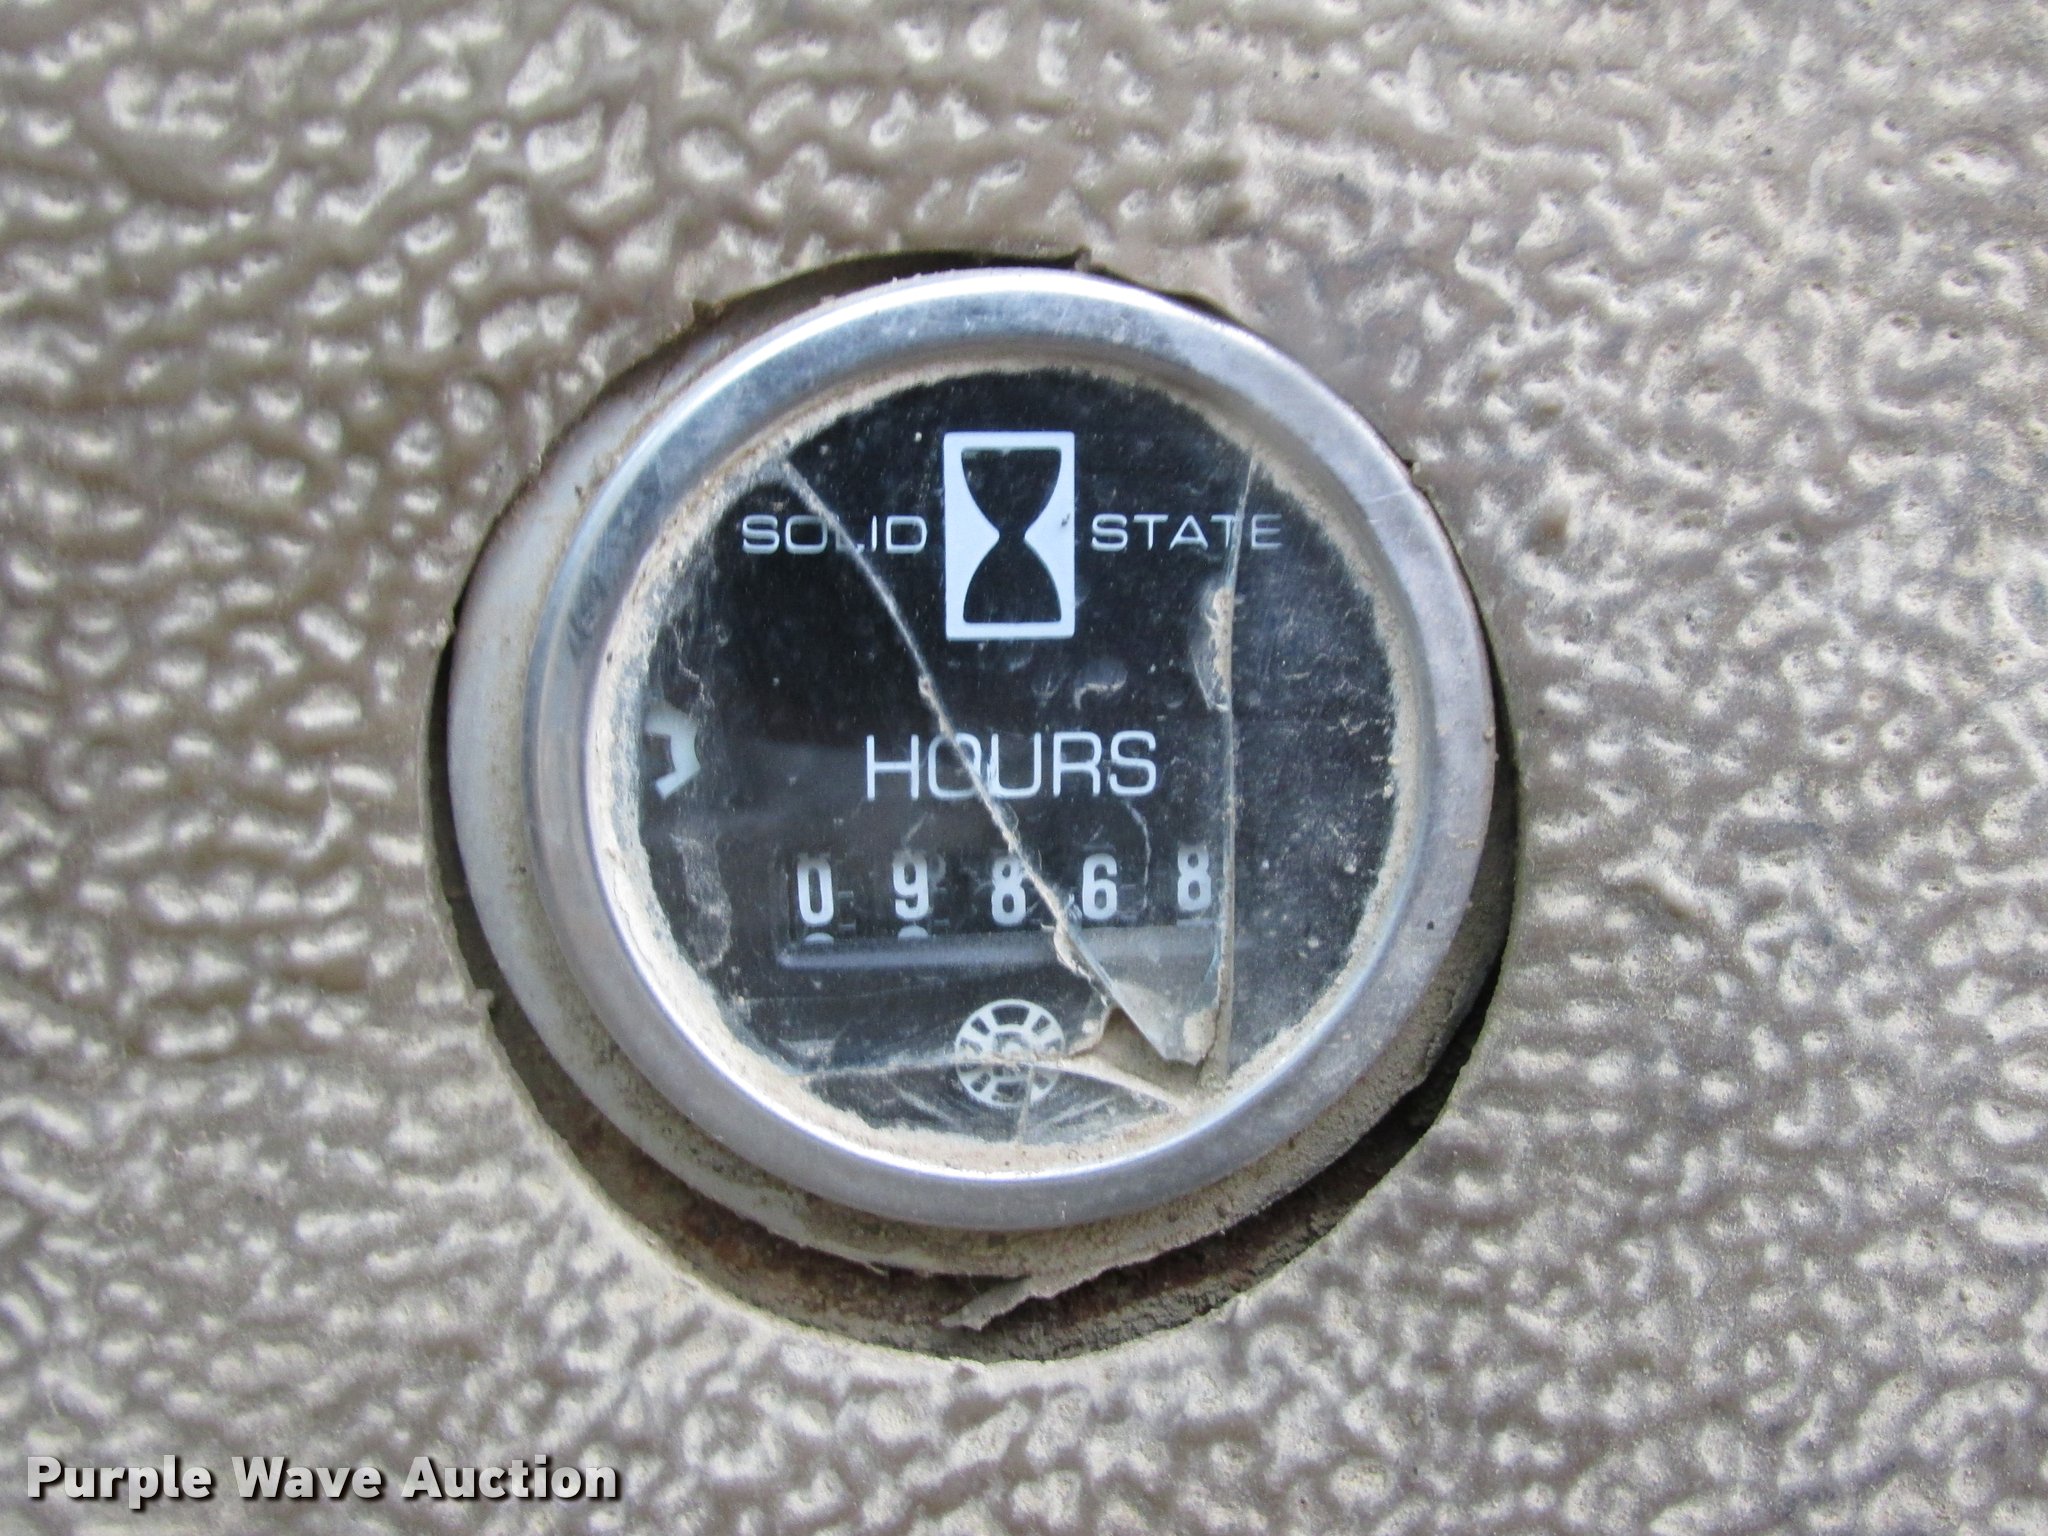 SOLID STATE
HOURS
09868
Purple Wave Auction